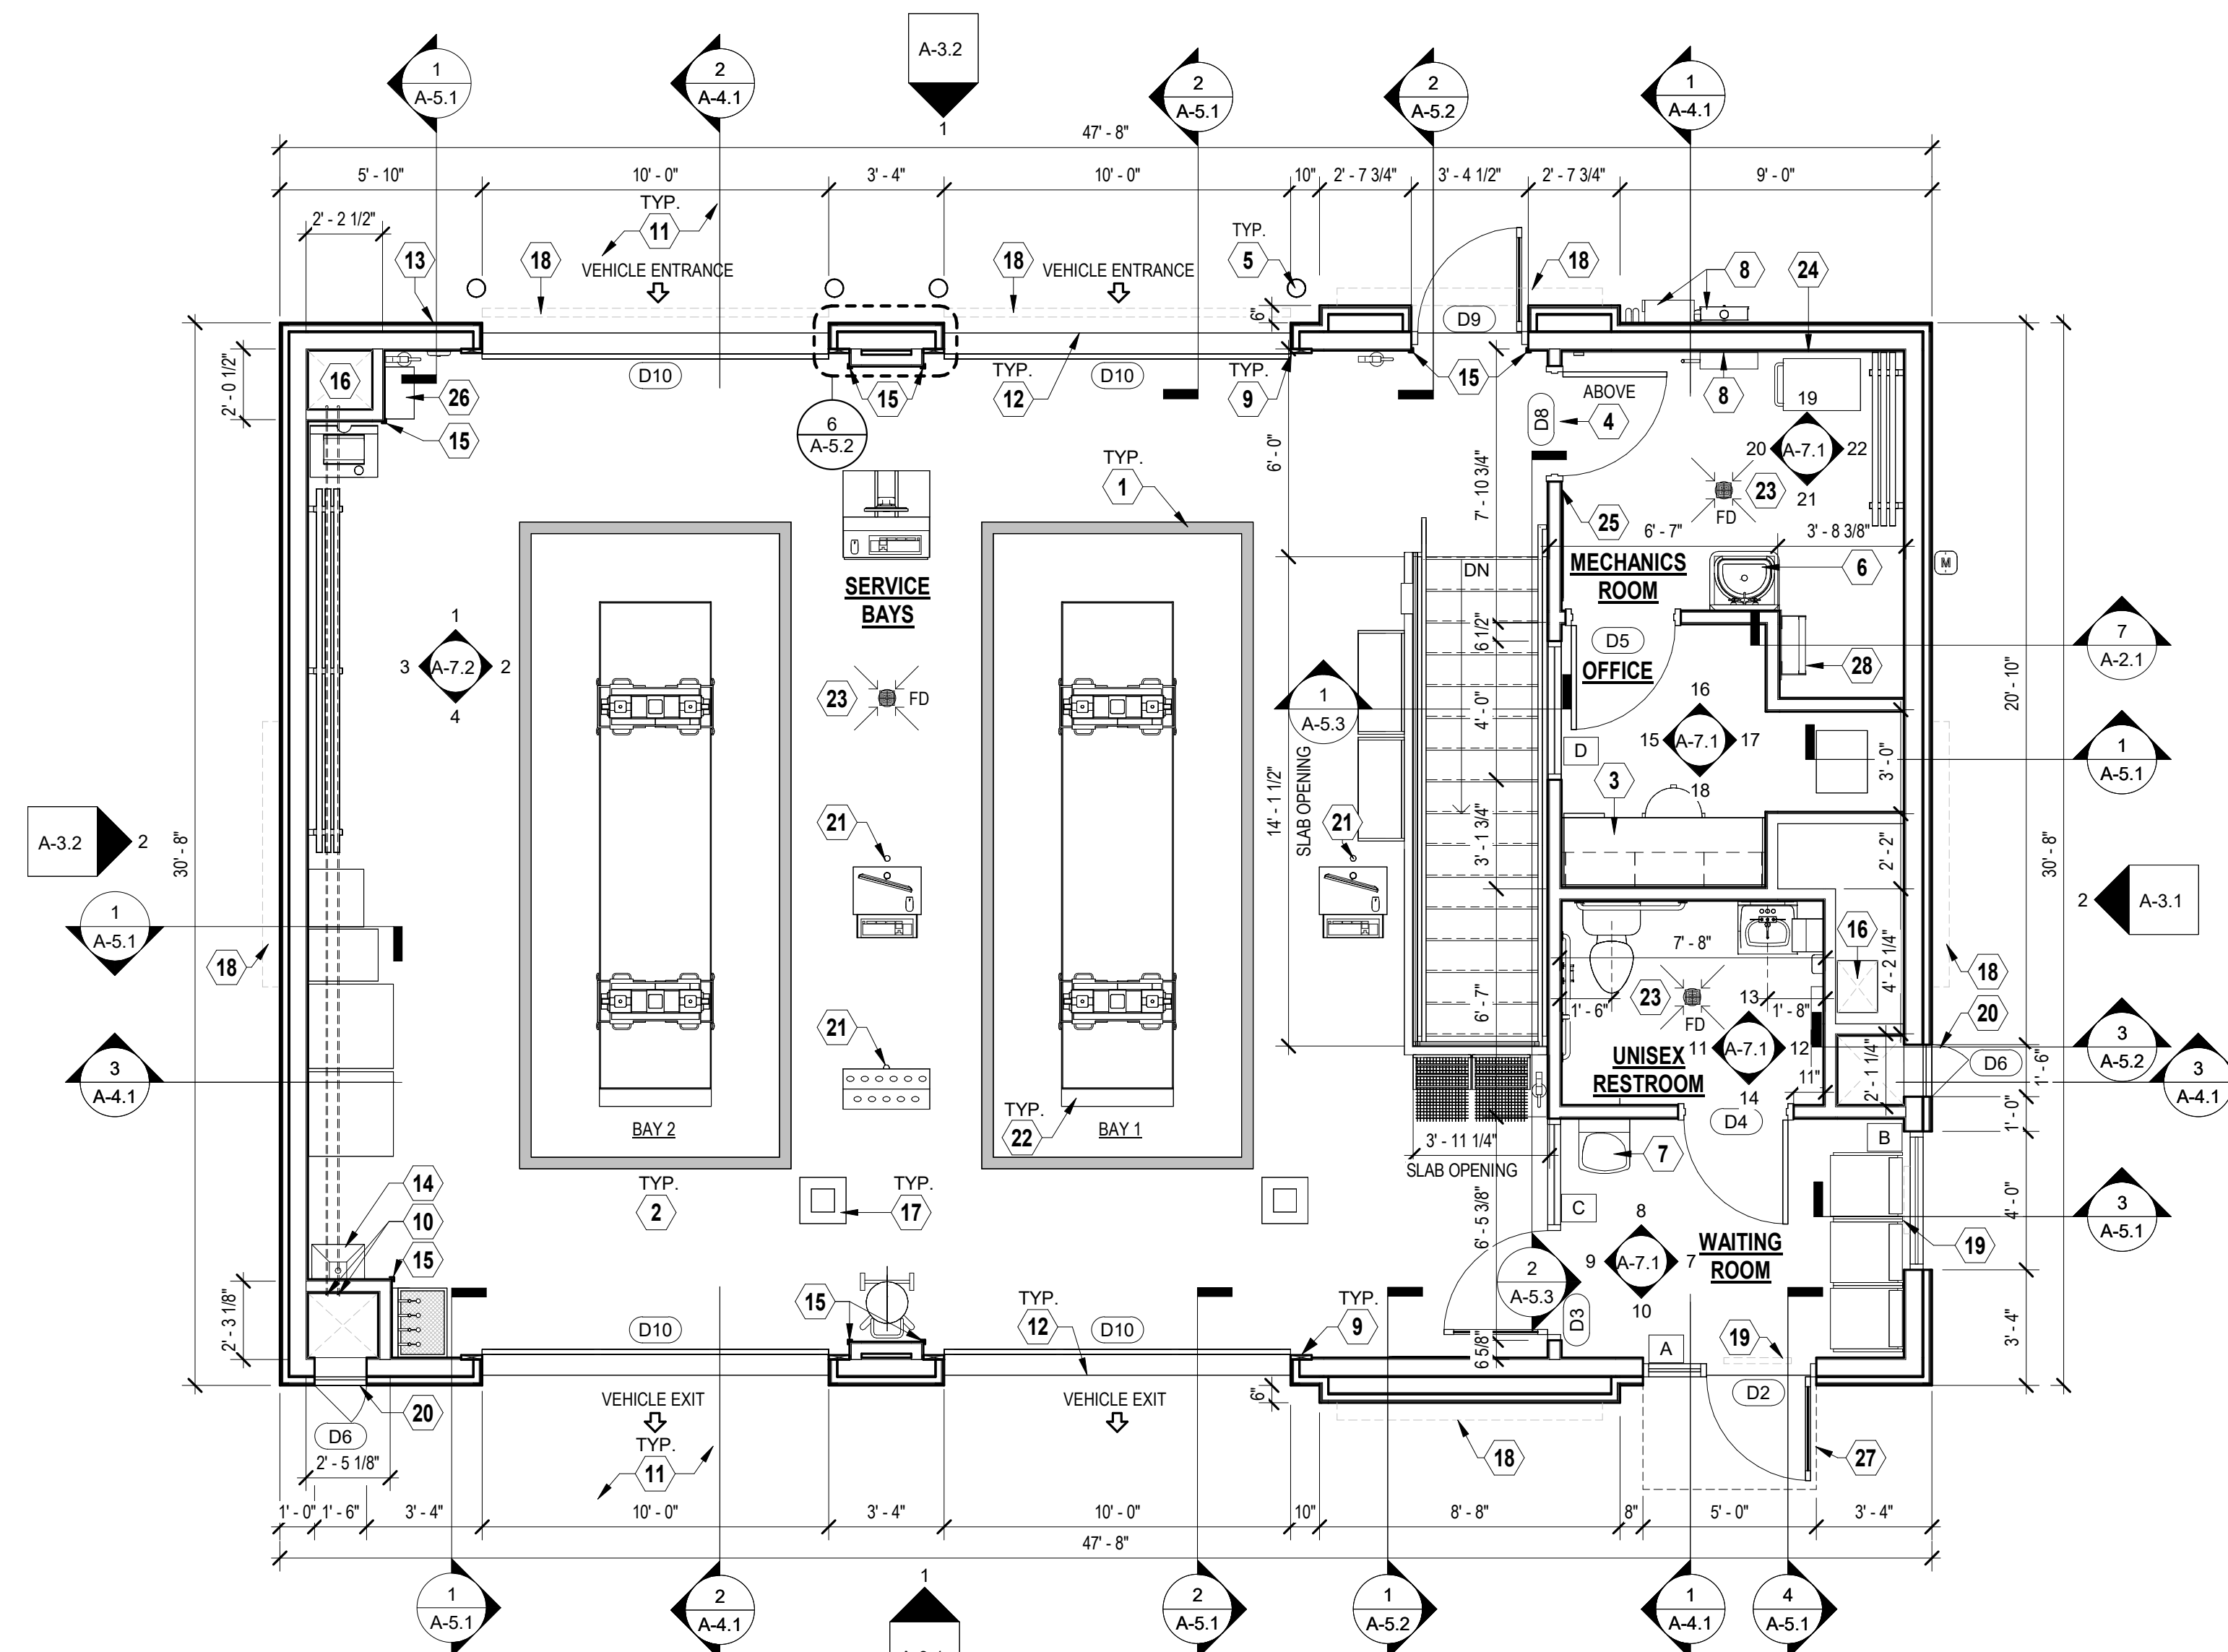 A-3.2
1
1
A-5.1
2
A-4.1
2
A-5.1
2
A-5.2
1
A-4.1
47' - 8"
5' - 10"
10' - 0"
3' - 4"
10' - 0"
10"
2' - 7 3/4"
3' - 4 1/2"
2' - 7 3/4"
9' - 0"
TYP.
11
2' - 2 1/2"
13
18
VEHICLE ENTRANCE
18
VEHICLE ENTRANCE
TYP.
5
18
8
24
6"
D9
2' - 0 1/2"
16
26
15
D10
15
TYP.
12
D10
TYP.
9
15
ABOVE
4
D8
8
19
20
A-7.1
22
21
6
A-5.2
6' - 0"
7' - 10 3/4"
TYP.
1
23
FD
25
6' - 7"
3' - 8 3/8"
SERVICE
BAYS
DN
MECHANICS
ROOM
6
M
1
3
A-7.2
2
4
23
FD
6 1/2"
D5
OFFICE
28
7
A-2.1
20' - 10"
1
A-5.3
4' - 0"
16
15
A-7.1
17
18
D
1
A-5.1
3' - 0"
3
14' - 1 1/2"
SLAB OPENING
21
21
3' - 1 3/4"
2' - 2"
30' - 8"
A-3.2
2
30' - 8"
2
A-3.1
1
A-5.1
18
7' - 8"
16
4' - 2 1/4"
18
20
23
FD
13
1' - 6"
1' - 8"
6' - 7"
21
3
A-4.1
UNISEX
RESTROOM
11
A-7.1
12
14
11"
2' - 1 1/4"
D6
1' - 6"
3
A-5.2
3
A-4.1
BAY 2
BAY 1
TYP.
22
D4
B
1' - 0"
3' - 11 1/4"
SLAB OPENING
7
14
TYP.
2
TYP.
17
C
10
15
6' - 5 3/8"
8
9
A-7.1
7
10
WAITING
ROOM
19
4' - 0"
3
A-5.1
2' - 3 1/8"
15
D10
TYP.
12
D10
TYP.
9
2
A-5.3
D3
6 5/8"
A
19
3' - 4"
D2
20
D6
VEHICLE EXIT
TYP.
11
VEHICLE EXIT
6"
18
27
2' - 5 1/8"
1' - 0"
1' - 6"
3' - 4"
10' - 0"
3' - 4"
10' - 0"
10"
8' - 8"
8"
5' - 0"
3' - 4"
47' - 8"
1
A-5.1
2
A-4.1
1
2
A-5.1
1
A-5.2
1
A-4.1
4
A-5.1